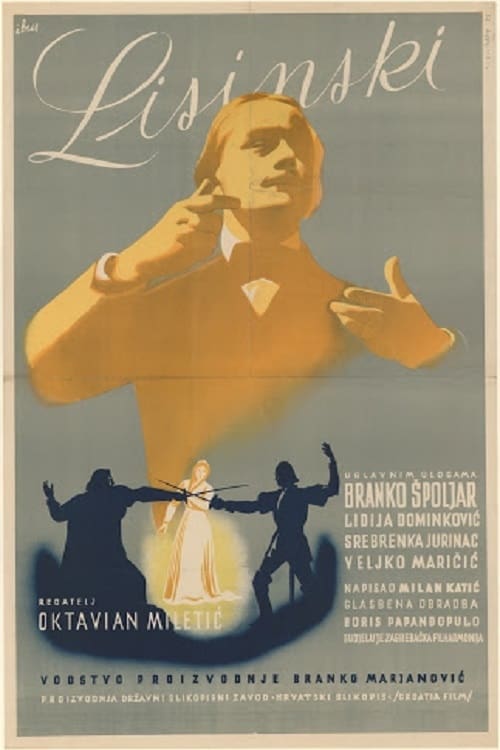 ibis
Lisinski
U GLAVNIM ULOGAMA
BRANKO ŠPOLJAR
LIDIJA DOMINKOVIĆ
SREBRENKA JURINAC
VELJKO MARIČIĆ
NAPISAO MILAN KATIĆ
GLASBENA OBRADBA
BORIS PAPANDOPULO
SUDJELUJE ZAGREBAČKA FILHARMONIJA
REDATELJ
OKTAVIAN MILETIĆ
VODSTVO PROIZVODNJE BRANKO MARJANOVIĆ
PROIZVODNJA DRŽAVNI SLIKOPISNI ZAVOD - HRVATSKI SLIKOPIS - /CROATIA FILM/